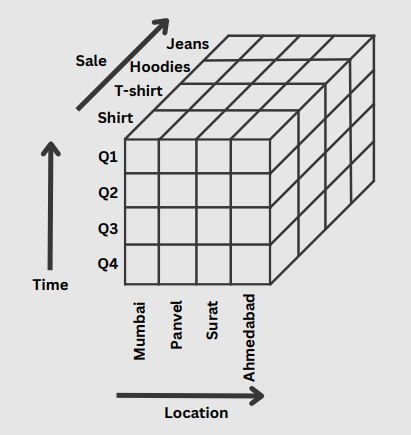 Jeans
Sale
Hoodies
T-shirt
Shirt
Q1
Q2
Q3
Q4
Time
Mumbai
Panvel
Surat
Ahmedabad
Location